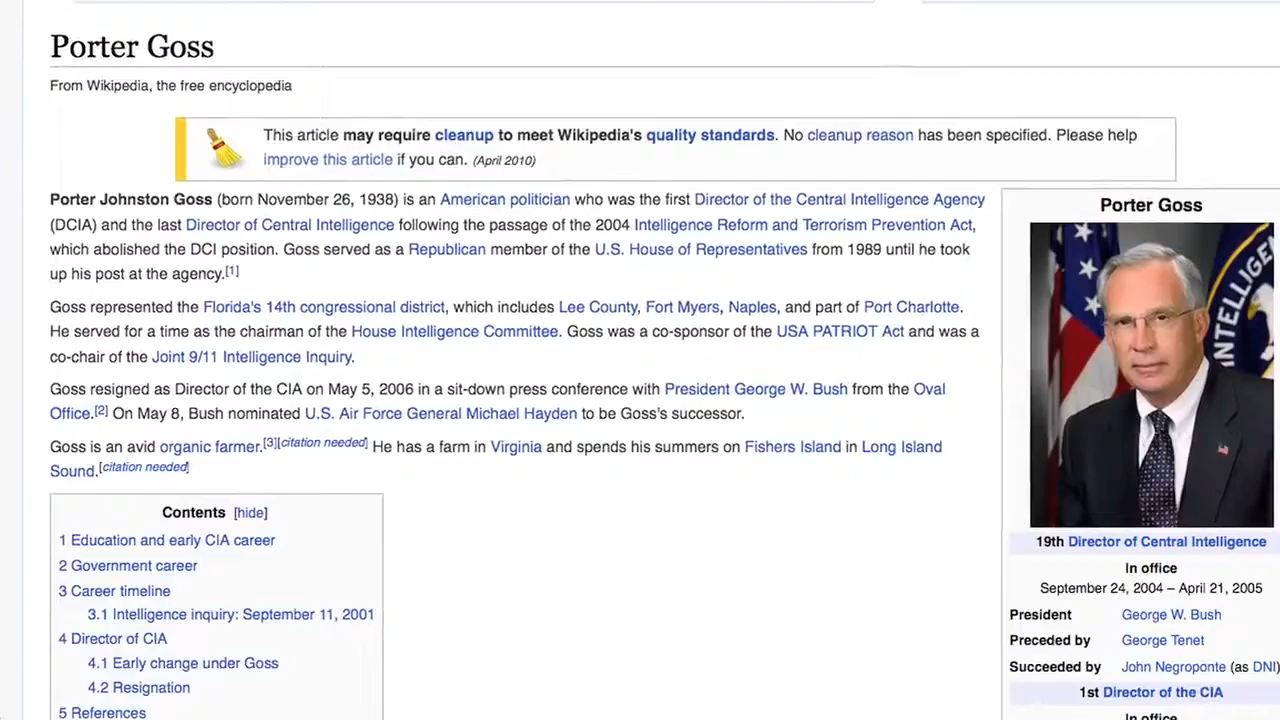 Porter Goss
From Wikipedia, the free encyclopedia
This article may require cleanup to meet Wikipedia's quality standards. No cleanup reason has been specified. Please help
improve this article if you can. (April 2010)
Porter Johnston Goss (born November 26, 1938) is an American politician who was the first Director of the Central Intelligence Agency
(DCIA) and the last Director of Central Intelligence following the passage of the 2004 Intelligence Reform and Terrorism Prevention Act,
which abolished the DCI position. Goss served as a Republican member of the U.S. House of Representatives from 1989 until he took
up his post at the agency.[1]
Goss represented the Florida's 14th congressional district, which includes Lee County, Fort Myers, Naples, and part of Port Charlotte.
He served for a time as the chairman of the House Intelligence Committee. Goss was a co-sponsor of the USA PATRIOT Act and was a
co-chair of the Joint 9/11 Intelligence Inquiry.
Goss resigned as Director of the CIA on May 5, 2006 in a sit-down press conference with President George W. Bush from the Oval
Office.[2] On May 8, Bush nominated U.S. Air Force General Michael Hayden to be Goss's successor.
Goss is an avid organic farmer.[3][citation needed] He has a farm in Virginia and spends his summers on Fishers Island in Long Island
Sound.[citation needed]
Contents [hide]
1 Education and early CIA career
2 Government career
3 Career timeline
3.1 Intelligence inquiry: September 11, 2001
4 Director of CIA
4.1 Early change under Goss
4.2 Resignation
5 References
Porter Goss
INTELLIGEN
19th Director of Central Intelligence
In office
September 24, 2004 – April 21, 2005
President George W. Bush
Preceded by George Tenet
Succeeded by John Negroponte (as DNI)
1st Director of the CIA
In office